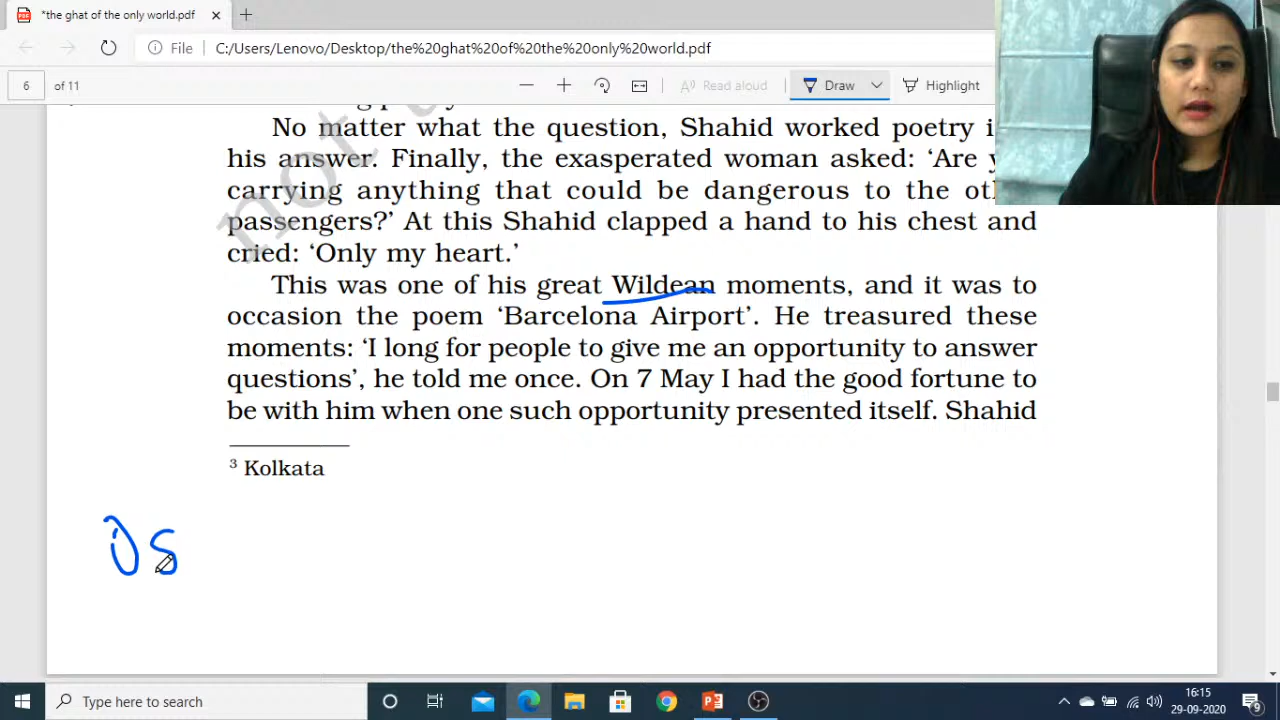 *the ghat of the only world.pdf
File C:/Users/Lenovo/Desktop/the%20ghat%20of%20the%20only%20world.pdf
6 of 11 Read aloud Draw Highlight
not
No matter what the question, Shahid worked poetry i
his answer. Finally, the exasperated woman asked: ‘Are y
carrying anything that could be dangerous to the ot
passengers?’ At this Shahid clapped a hand to his chest and
cried: ‘Only my heart.’
This was one of his great Wildean moments, and it was to
occasion the poem ‘Barcelona Airport’. He treasured these
moments: ‘I long for people to give me an opportunity to answer
questions’, he told me once. On 7 May I had the good fortune to
be with him when one such opportunity presented itself. Shahid
3 Kolkata
Os
Type here to search
16:15
29-09-2020
9